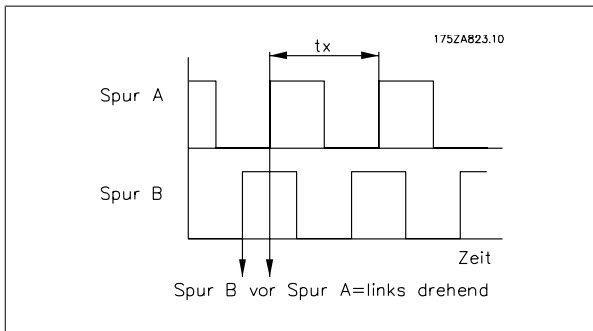 175ZA823.10
tx
Spur A
Spur B
Zeit
Spur B vor Spur A=links drehend